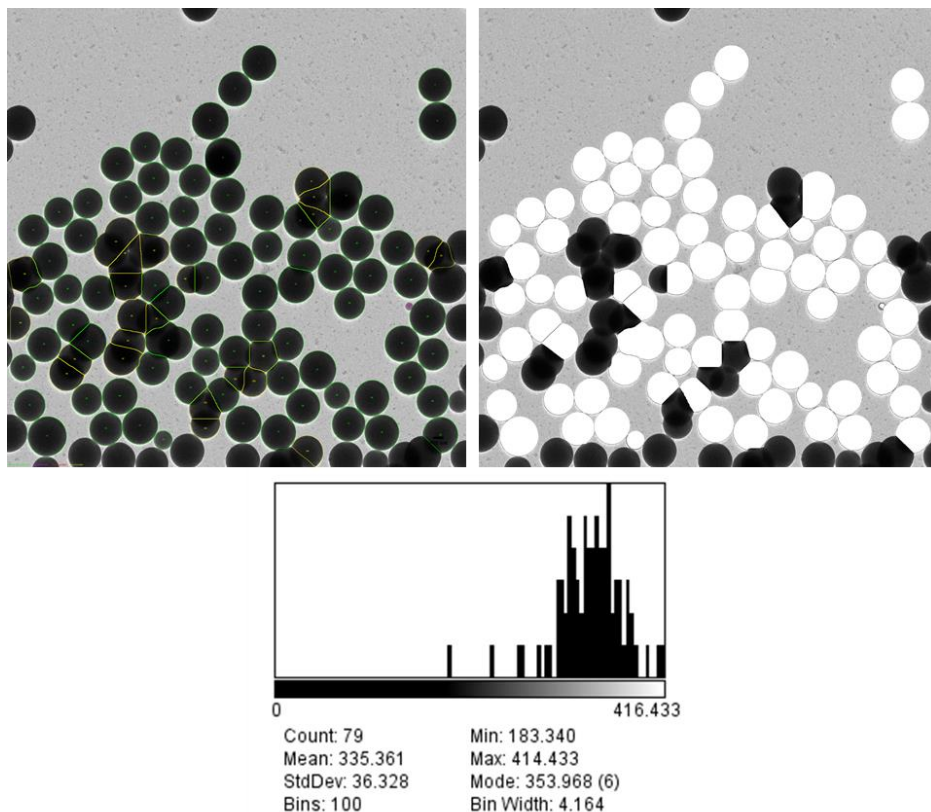 0 416.433
Count: 79 Min: 183.340
Mean: 335.361 Max: 414.433
StdDev: 36.328 Mode: 353.968 (6)
Bins: 100 Bin Width: 4.164